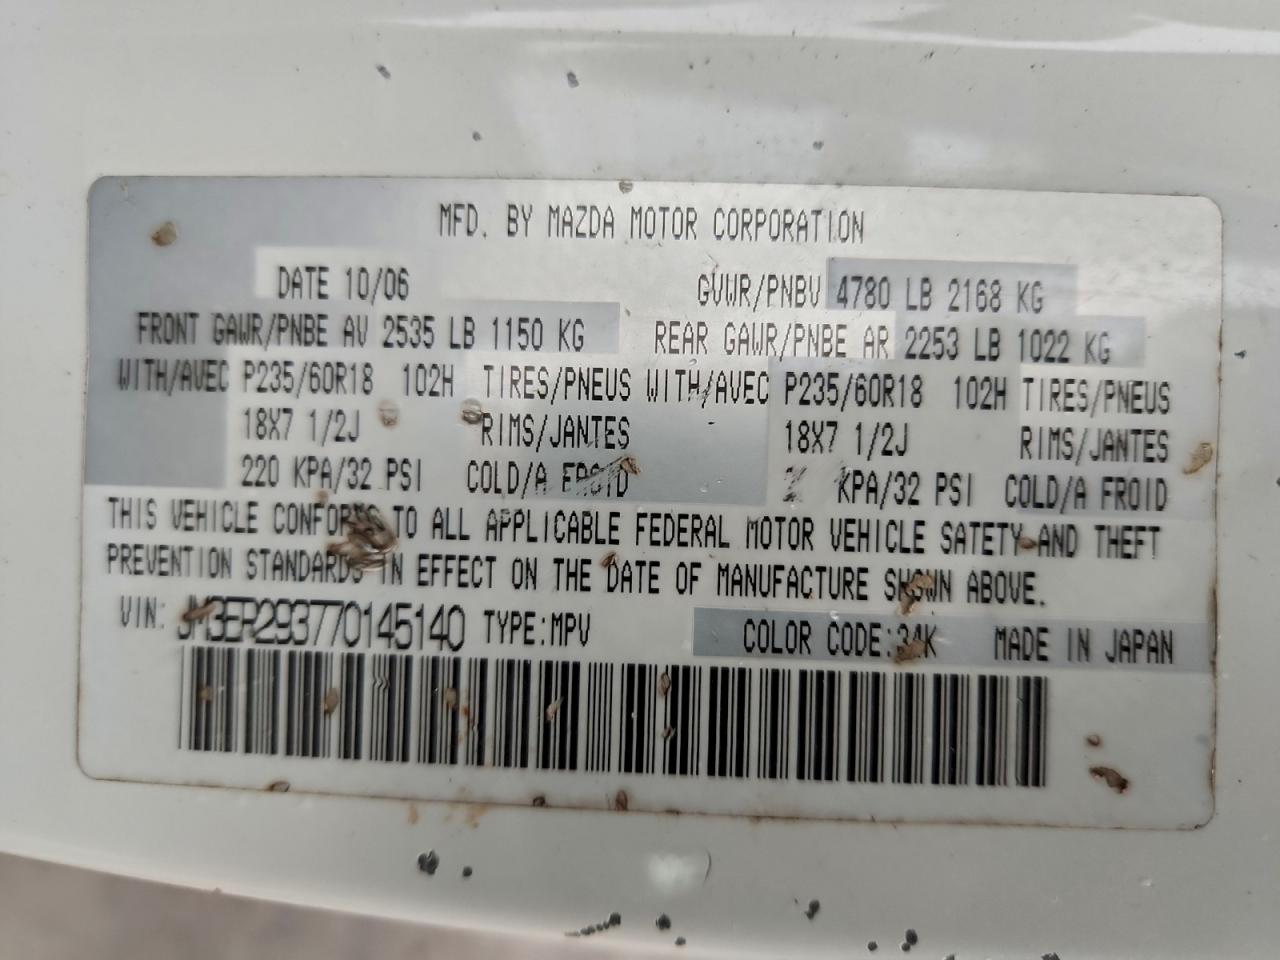 MFD. BY MAZDA MOTOR CORPORATION
DATE 10/06 GVWR/PNBV 4780 LB 2168 KG
FRONT GAWR/PNBE AV 2535 LB 1150 KG REAR GAWR/PNBE AR 2253 LB 1022 KG
WITH/AVEC P235/60R18 102H TIRES/PNEUS WITH/AVEC P235/60R18 102H TIRES/PNEUS
18X7 1/2J RIMS/JANTES 18X7 1/2J RIMS/JANTES
220 KPA/32 PSI COLD/A FROID KPA/32 PSI COLD/A FROID
THIS VEHICLE CONFORMS TO ALL APPLICABLE FEDERAL MOTOR VEHICLE SATETY AND THEFT
PREVENTION STANDARDS IN EFFECT ON THE DATE OF MANUFACTURE SHOWN ABOVE.
VIN: JM3ER293770145140 TYPE:MPV COLOR CODE:34K MADE IN JAPAN